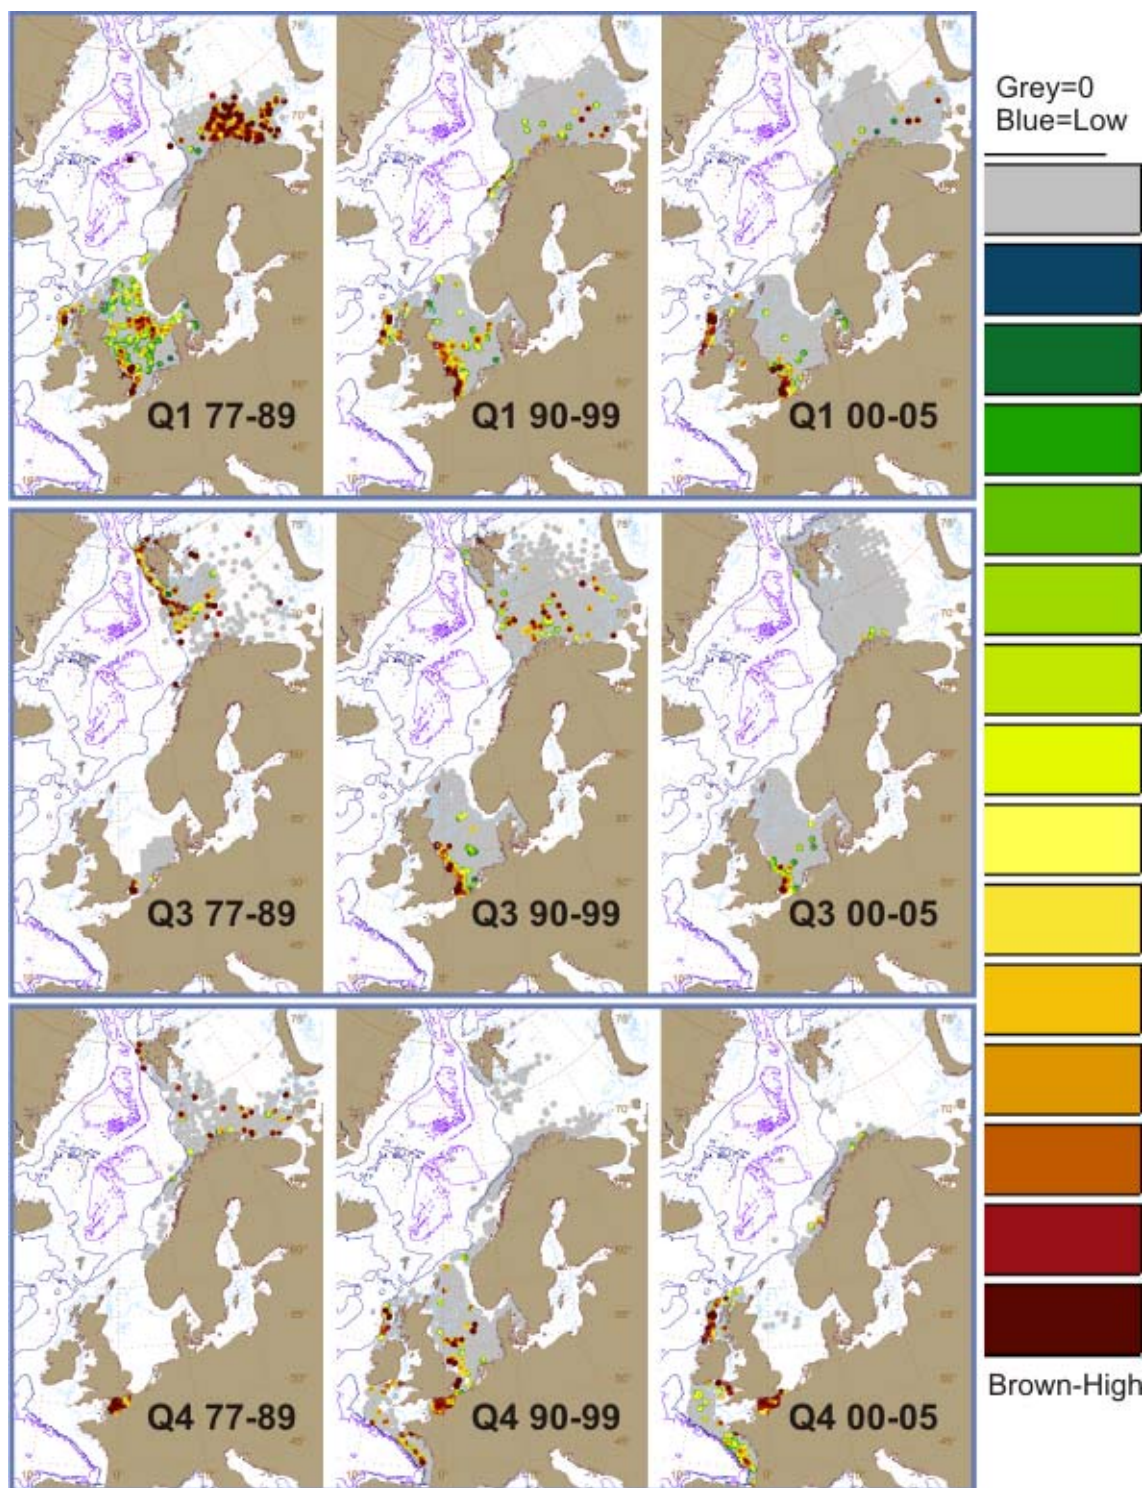 Grey=0
Blue=Low
Q1 77-89
Q1 90-99
Q1 00-05
Q3 77-89
Q3 90-99
Q3 00-05
Q4 77-89
Q4 90-99
Q4 00-05
Brown-High